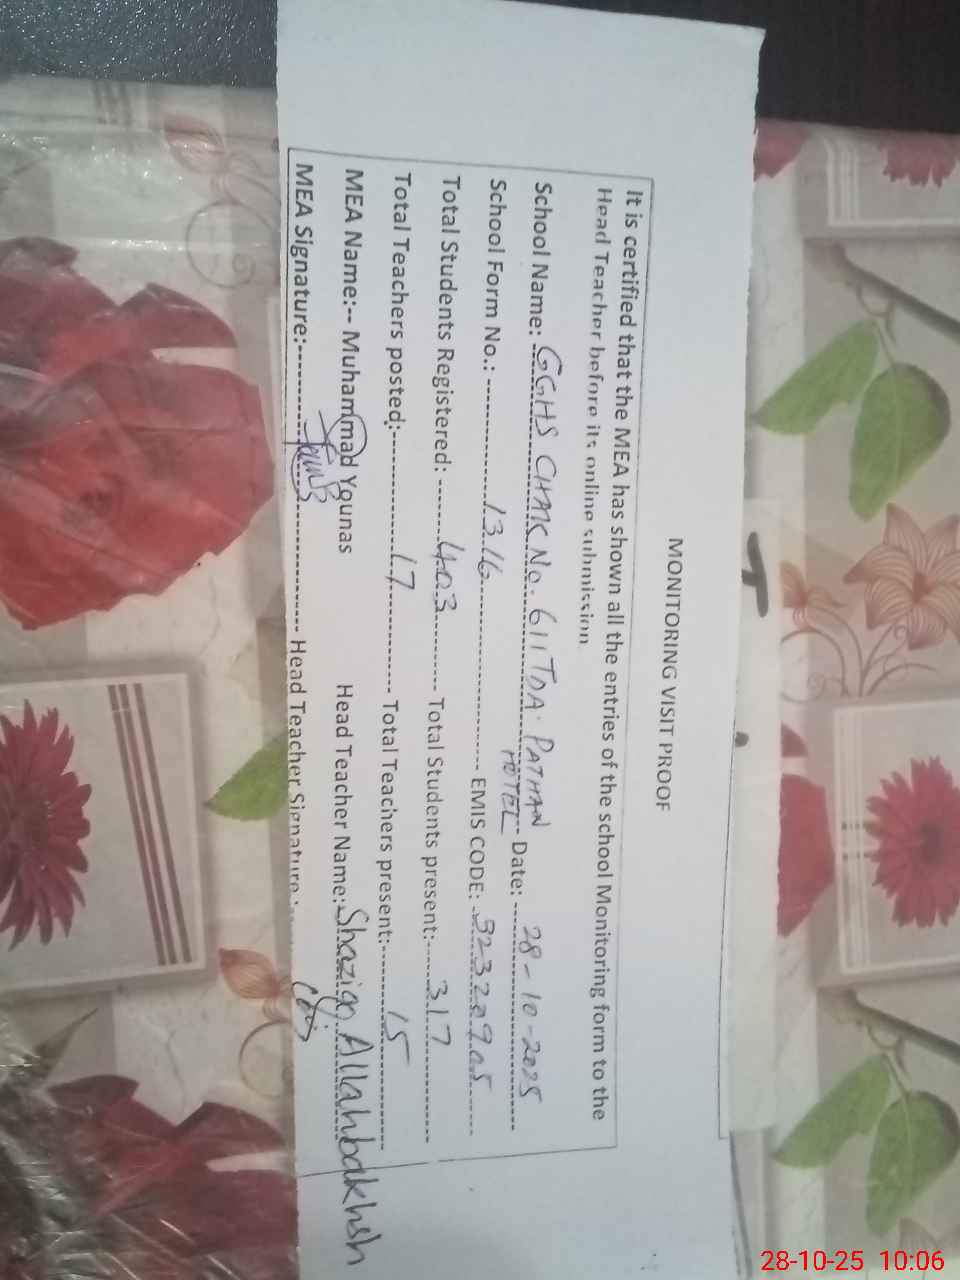 MONITORING VISIT PROOF
It is certified that the MEA has shown all the entries of the school Monitoring form to the
Head Teacher before its online submission
School Name: GGHS CHAK No. 611 TDA. PATHAN HOTEL Date: 28-10-2025
School Form No.: 1316 EMIS CODE: 32320905
Total Students Registered: 403 Total Students present: 317
Total Teachers posted: 17 Total Teachers present: 15
MEA Name:-- Muhammad Younas Head Teacher Name: Shazia Allahbakhsh
MEA Signature: Head Teacher Signature:
28-10-25 10:06